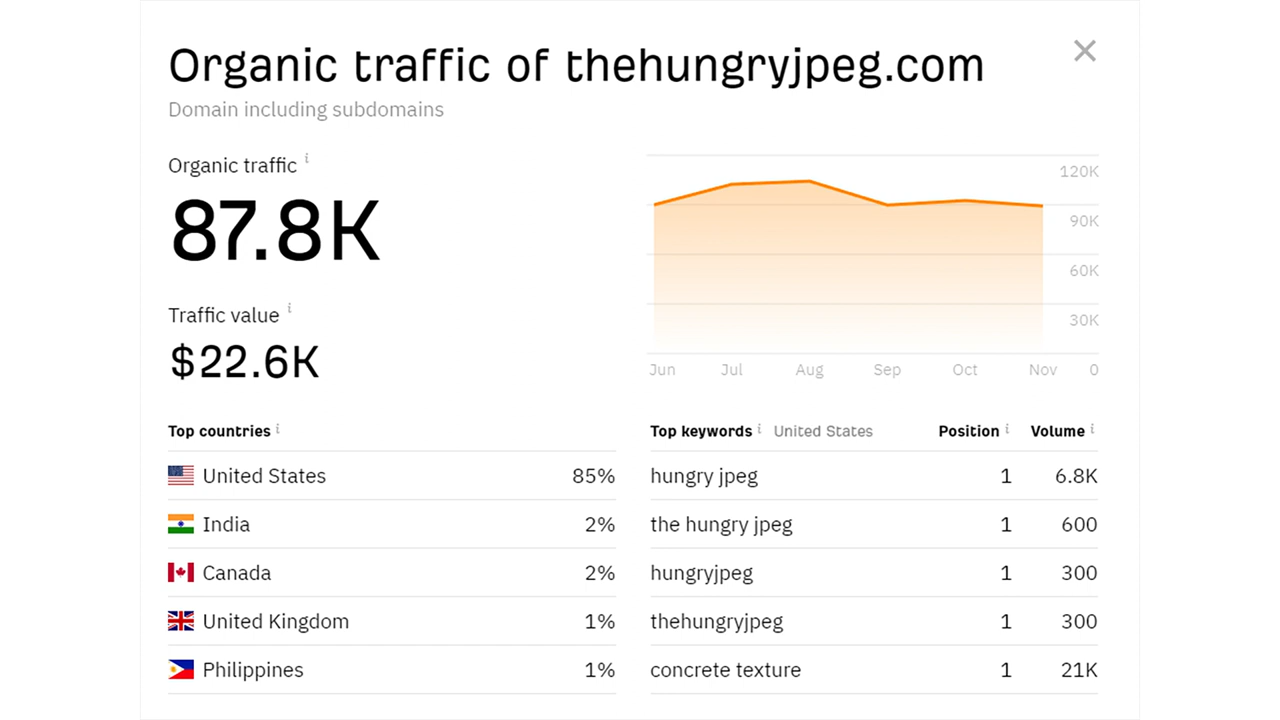 Organic traffic of thehungryjpeg.com
Domain including subdomains
Organic traffic i
87.8K
Traffic value i
$22.6K
120K
90K
60K
30K
Jun Jul Aug Sep Oct Nov 0
Top countries i
United States 85%
India 2%
Canada 2%
United Kingdom 1%
Philippines 1%
Top keywords i United States Position i Volume i
hungry jpeg 1 6.8K
the hungry jpeg 1 600
hungryjpeg 1 300
thehungryjpeg 1 300
concrete texture 1 21K